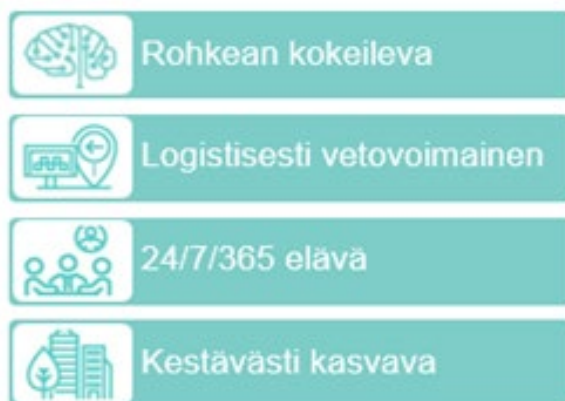 Rohkean kokeileva
Logistisesti vetovoimainen
24/7/365 elävä
Kestävästi kasvava